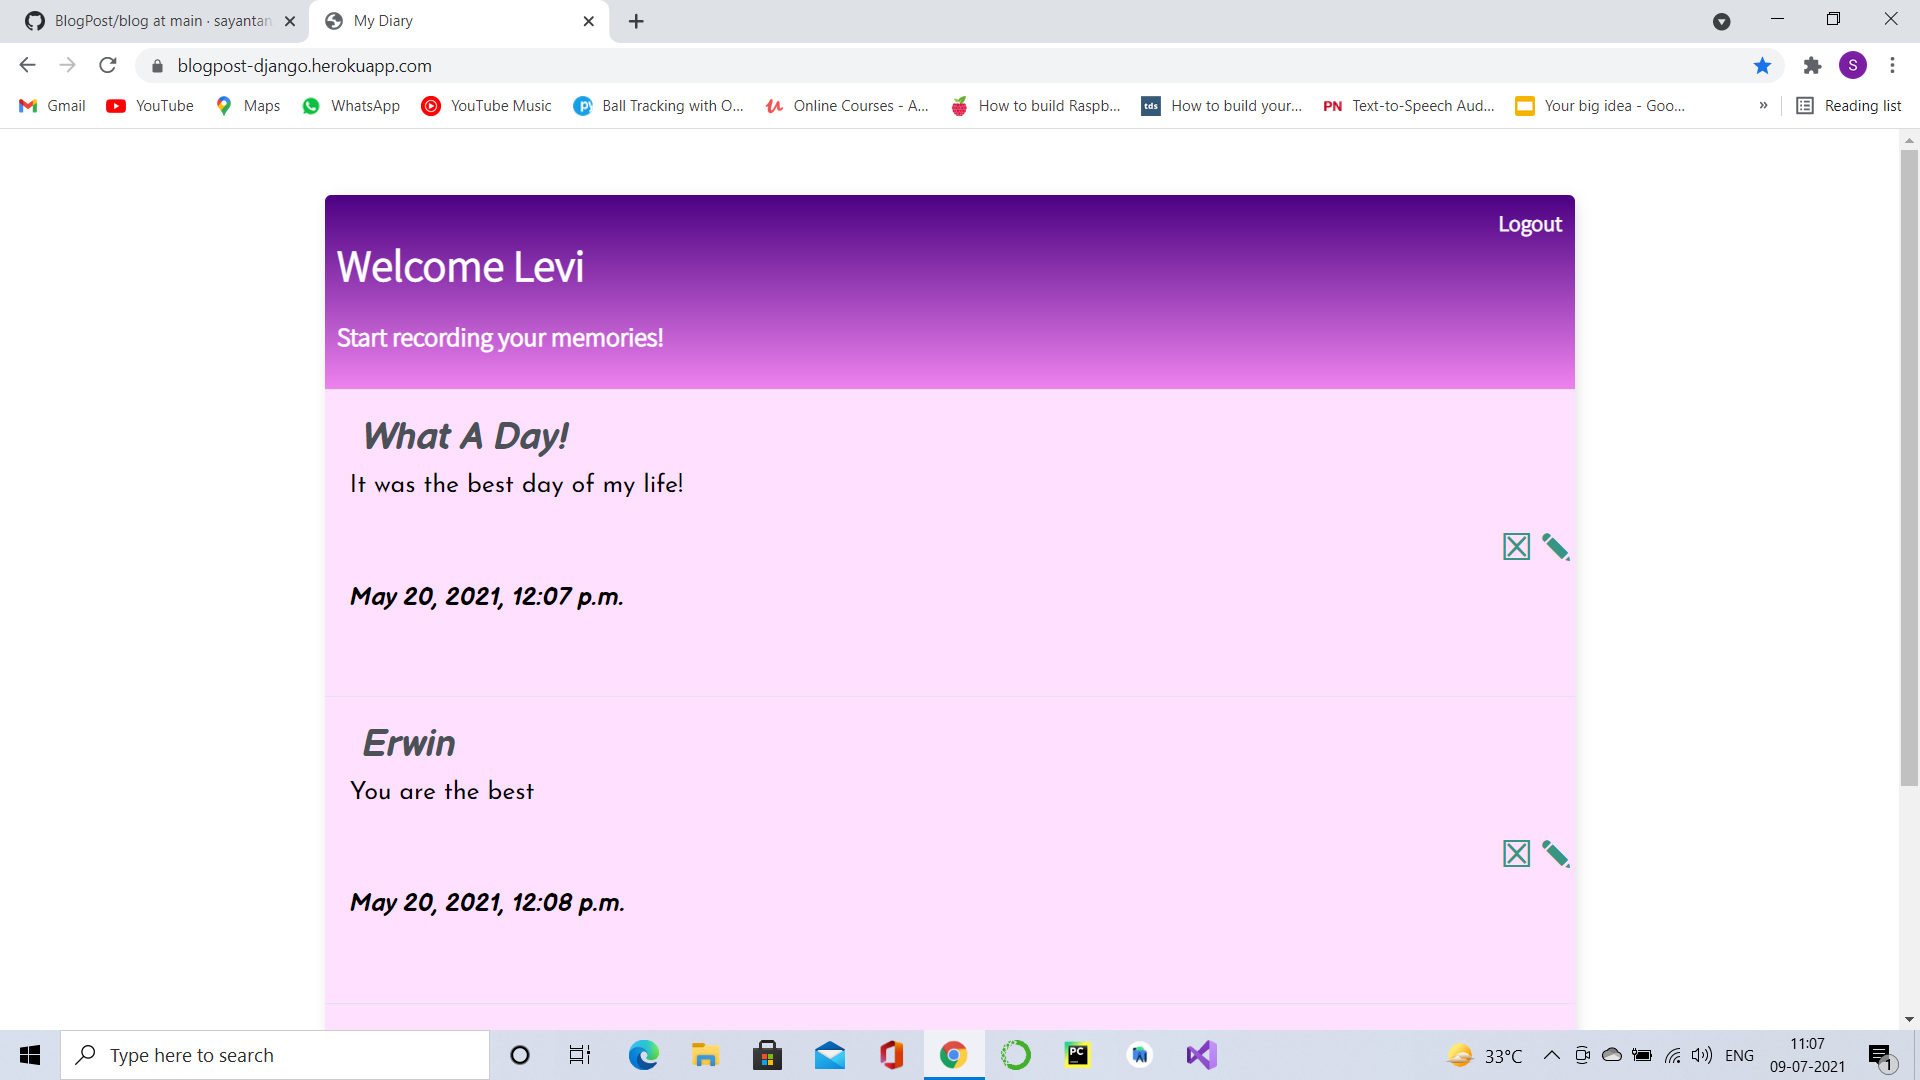 BlogPost/blog at main · sayantan
My Diary
blogpost-django.herokuapp.com
S
Gmail
YouTube
Maps
WhatsApp
YouTube Music
Ball Tracking with O...
Online Courses - A...
How to build Raspb...
tds
How to build your...
PN
Text-to-Speech Aud...
Your big idea - Goo...
»
Reading list
Logout
Welcome Levi
Start recording your memories!
What A Day!
It was the best day of my life!
May 20, 2021, 12:07 p.m.
Erwin
You are the best
May 20, 2021, 12:08 p.m.
Type here to search
PC
33°C
ENG
11:07
09-07-2021
1